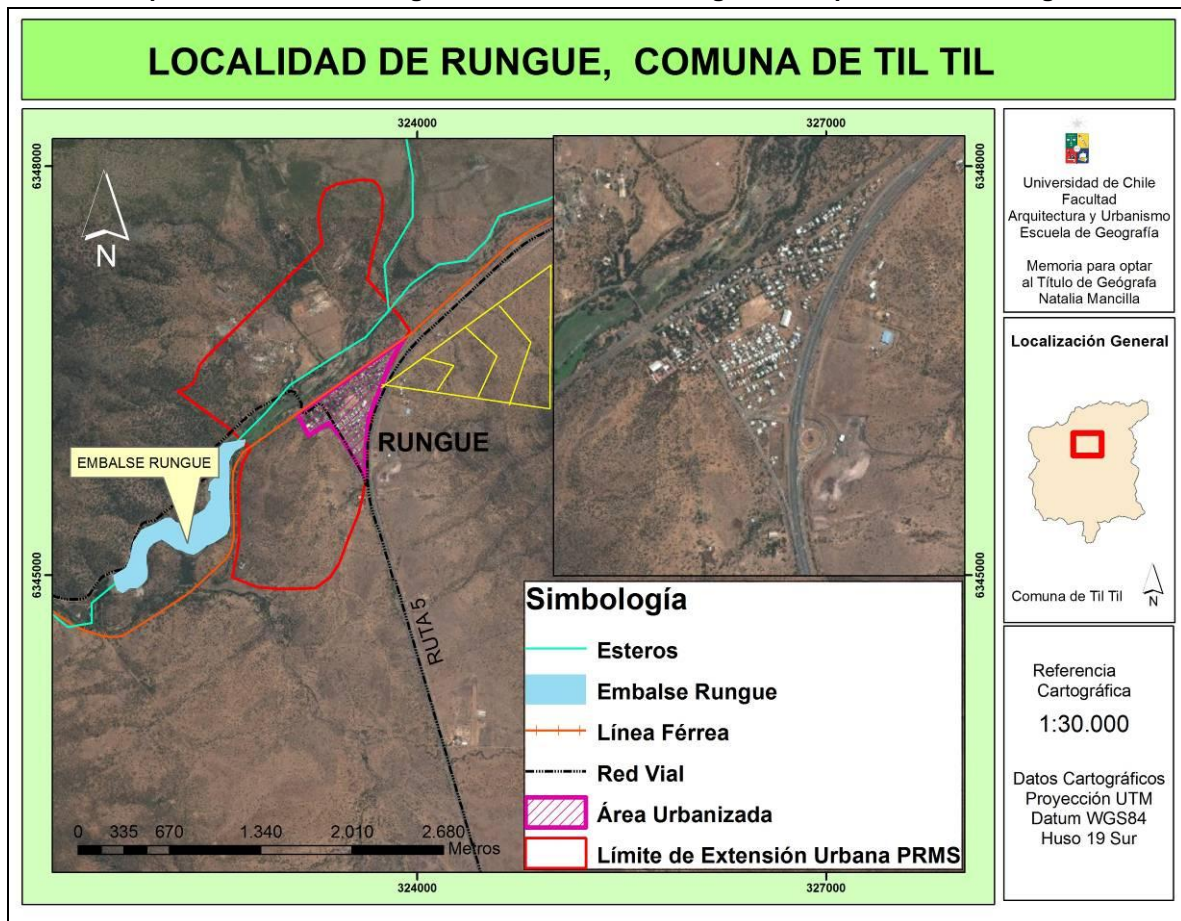 LOCALIDAD DE RUNGUE, COMUNA DE TIL TIL
324000
327000
6348000
6348000
N
RUNGUE
EMBALSE RUNGUE
6345000
6345000
RUTA 5
0 335 670 1.340 2.010 2.680
Metros
324000
327000
Simbología
Esteros
Embalse Rungue
Línea Férrea
Red Vial
Área Urbanizada
Límite de Extensión Urbana PRMS
Universidad de Chile
Facultad
Arquitectura y Urbanismo
Escuela de Geografía
Memoria para optar
al Título de Geógrafa
Natalia Mancilla
Localización General
Comuna de Til Til
N
Referencia
Cartográfica
1:30.000
Datos Cartográficos
Proyección UTM
Datum WGS84
Huso 19 Sur